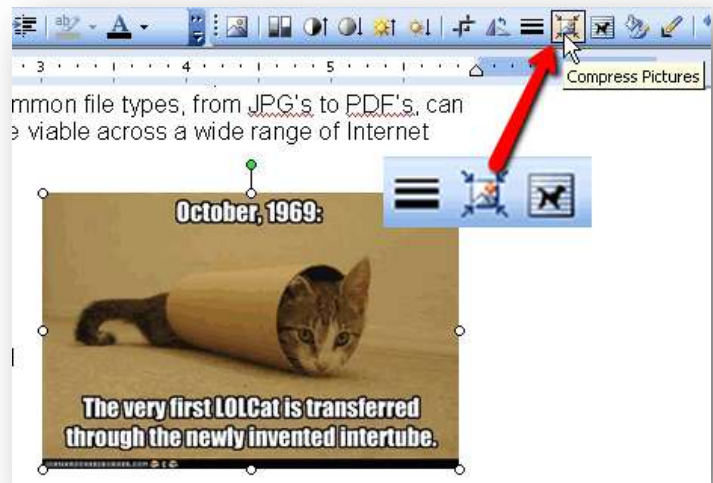 ab
A
3 4 5
Compress Pictures
mmon file types, from JPG's to PDF's, can
e viable across a wide range of Internet
October, 1969:
The very first LOLCat is transferred
through the newly invented intertube.